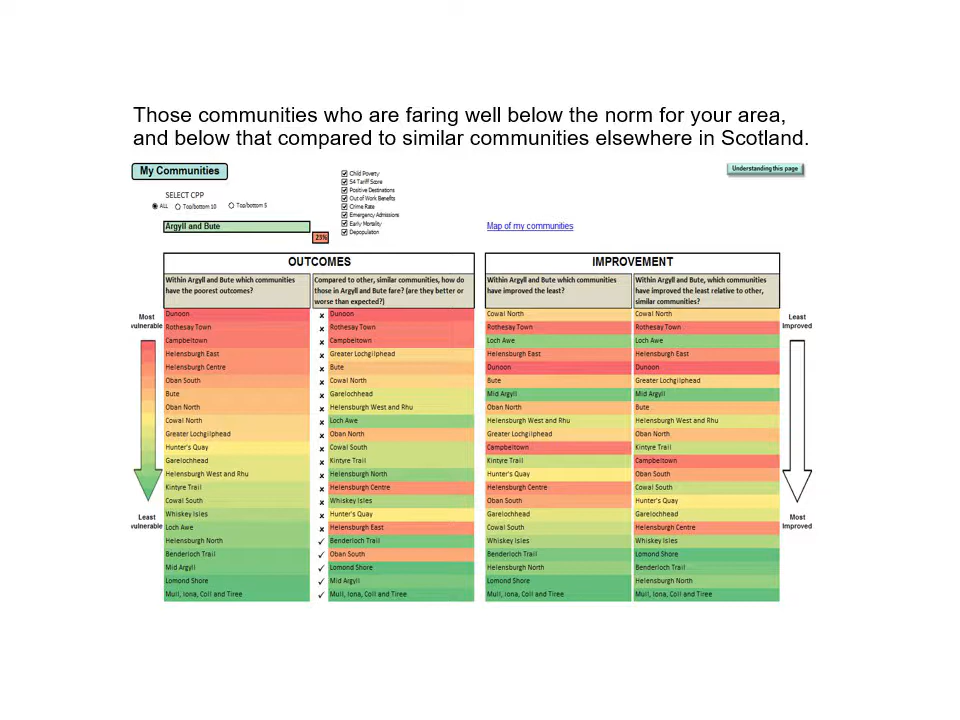 Those communities who are faring well below the norm for your area,
and below that compared to similar communities elsewhere in Scotland.
My Communities
Understanding this page
SELECT CPP
ALL Top/bottom 10 Top/bottom 5
Child Poverty
S4 Tariff Score
Positive Destinations
Out of Work Benefits
Crime Rate
Emergency Admissions
Early Mortality
Depopulation
Argyll and Bute
23%
Map of my communities
OUTCOMES
Within Argyll and Bute which communities
have the poorest outcomes?
Compared to other, similar communities, how do
those in Argyll and Bute fare? (are they better or
worse than expected?)
IMPROVEMENT
Within Argyll and Bute which communities
have improved the least?
Within Argyll and Bute, which communities
have improved the least relative to other,
similar communities?
Most
vulnerable
Least
vulnerable
Least
Improved
Most
Improved
Dunoon x Dunoon Cowal North Cowal North
Rothesay Town x Rothesay Town Rothesay Town Rothesay Town
Campbeltown x Campbeltown Loch Awe Loch Awe
Helensburgh East x Greater Lochgilphead Helensburgh East Helensburgh East
Helensburgh Centre x Bute Dunoon Dunoon
Oban South x Cowal North Bute Greater Lochgilphead
Bute x Garelochhead Mid Argyll Mid Argyll
Oban North x Helensburgh West and Rhu Oban North Bute
Cowal North x Loch Awe Helensburgh West and Rhu Helensburgh West and Rhu
Greater Lochgilphead x Oban North Greater Lochgilphead Oban North
Hunter's Quay x Cowal South Campbeltown Kintyre Trail
Garelochhead x Kintyre Trail Kintyre Trail Campbeltown
Helensburgh West and Rhu x Helensburgh North Hunter's Quay Oban South
Kintyre Trail x Helensburgh Centre Helensburgh Centre Cowal South
Cowal South x Whiskey Isles Oban South Hunter's Quay
Whiskey Isles x Hunter's Quay Garelochhead Garelochhead
Loch Awe x Helensburgh East Cowal South Helensburgh Centre
Helensburgh North ✓ Benderloch Trail Whiskey Isles Whiskey Isles
Benderloch Trail ✓ Oban South Benderloch Trail Lomond Shore
Mid Argyll ✓ Lomond Shore Helensburgh North Benderloch Trail
Lomond Shore ✓ Mid Argyll Lomond Shore Helensburgh North
Mull, Iona, Coll and Tiree ✓ Mull, Iona, Coll and Tiree Mull, Iona, Coll and Tiree Mull, Iona, Coll and Tiree